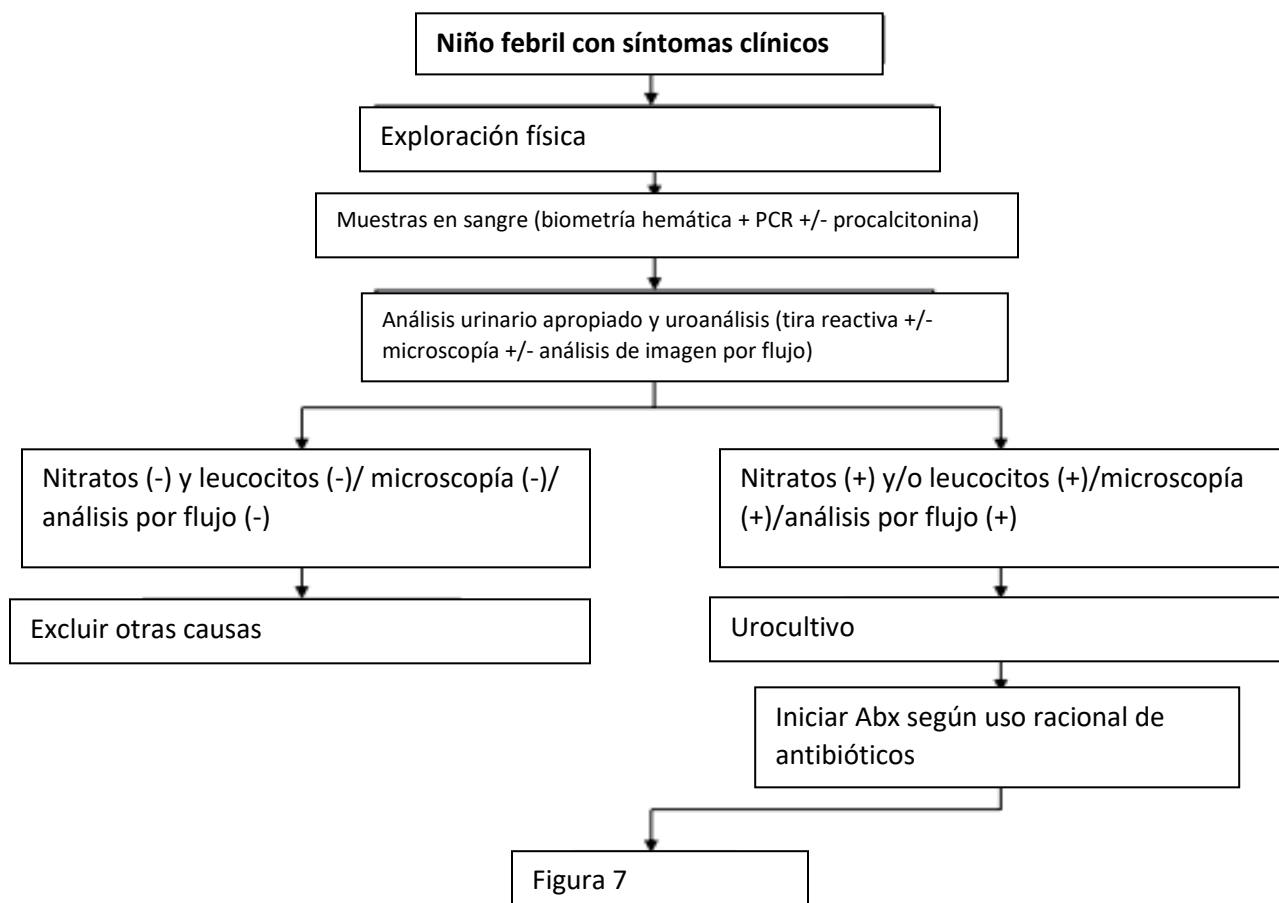 Niño febril con síntomas clínicos
Exploración física
Muestras en sangre (biometría hemática + PCR +/- procalcitonina)
Análisis urinario apropiado y uroanálisis (tira reactiva +/-
microscopía +/- análisis de imagen por flujo)
Nitratos (-) y leucocitos (-)/ microscopía (-)/
análisis por flujo (-)
Nitratos (+) y/o leucocitos (+)/microscopía
(+)/análisis por flujo (+)
Excluir otras causas
Urocultivo
Iniciar Abx según uso racional de
antibióticos
Figura 7